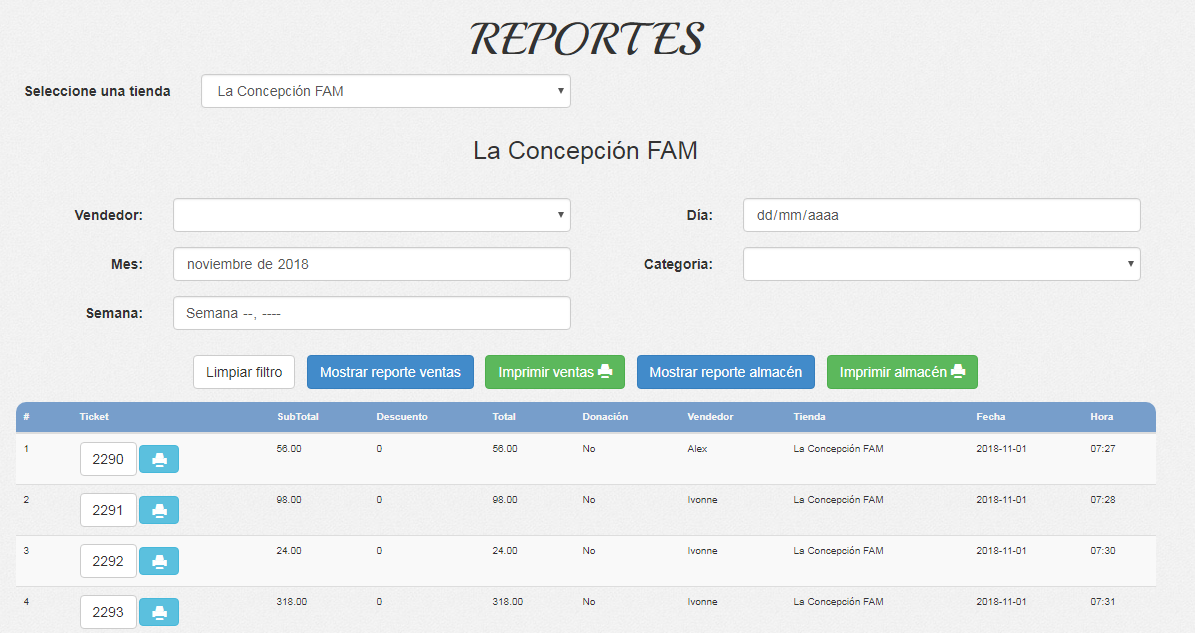 REPORTES
Seleccione una tienda La Concepción FAM
La Concepción FAM
Vendedor: Día: dd/mm/aaaa
Mes: noviembre de 2018 Categoria:
Semana: Semana --, ----
Limpiar filtro Mostrar reporte ventas Imprimir ventas Mostrar reporte almacén Imprimir almacén
# Ticket SubTotal Descuento Total Donación Vendedor Tienda Fecha Hora
1 2290 56.00 0 56.00 No Alex La Concepción FAM 2018-11-01 07:27
2 2291 98.00 0 98.00 No Ivonne La Concepción FAM 2018-11-01 07:28
3 2292 24.00 0 24.00 No Ivonne La Concepción FAM 2018-11-01 07:30
4 2293 318.00 0 318.00 No Ivonne La Concepción FAM 2018-11-01 07:31